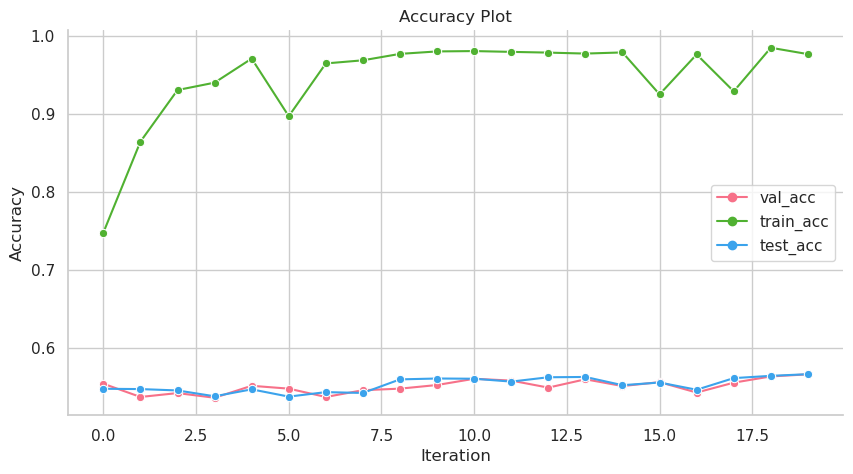 Accuracy Plot
1.0
0.9
0.8
0.7
0.6
Accuracy
val_acc
train_acc
test_acc
0.0 2.5 5.0 7.5 10.0 12.5 15.0 17.5
Iteration